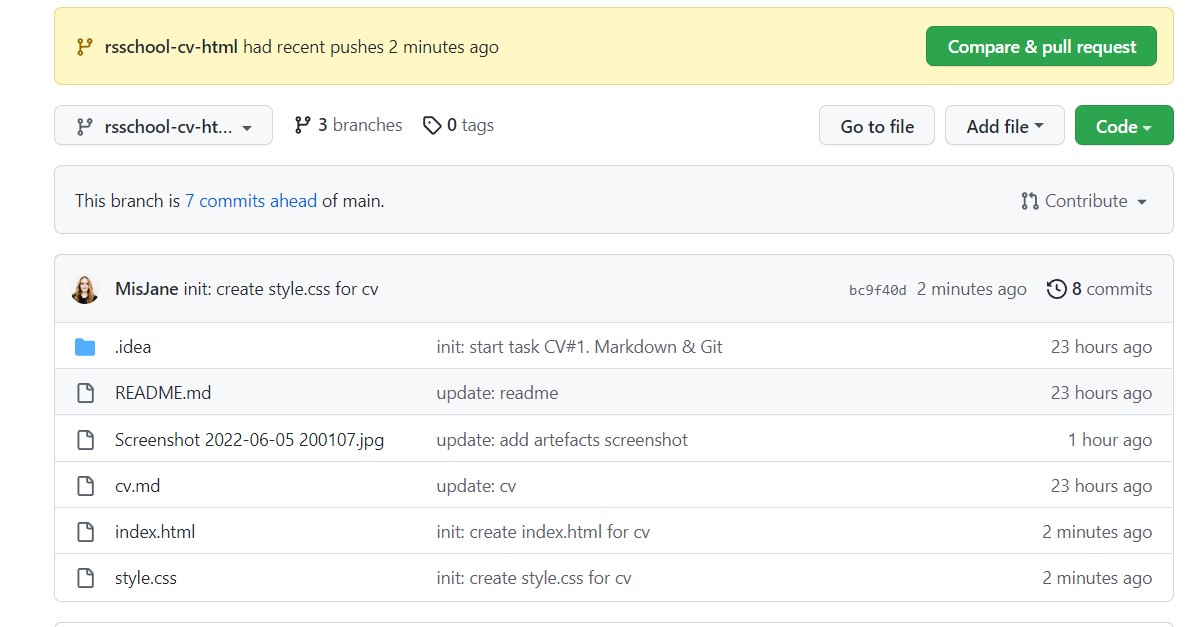 rsschool-cv-html had recent pushes 2 minutes ago Compare & pull request
rsschool-cv-ht... 3 branches 0 tags Go to file Add file Code
This branch is 7 commits ahead of main. Contribute
MisJane init: create style.css for cv bc9f40d 2 minutes ago 8 commits
.idea init: start task CV#1. Markdown & Git 23 hours ago
README.md update: readme 23 hours ago
Screenshot 2022-06-05 200107.jpg update: add artefacts screenshot 1 hour ago
cv.md update: cv 23 hours ago
index.html init: create index.html for cv 2 minutes ago
style.css init: create style.css for cv 2 minutes ago